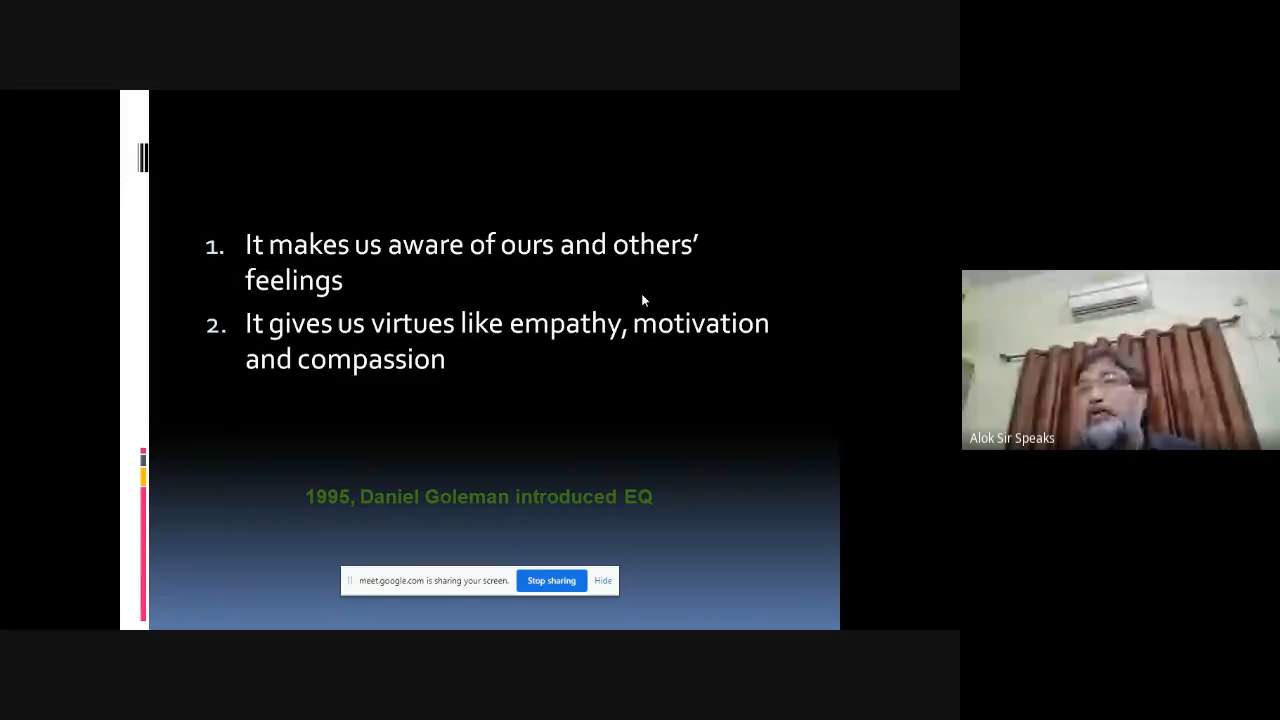 1. It makes us aware of ours and others’
feelings
2. It gives us virtues like empathy, motivation
and compassion
Alok Sir Speaks
1995, Daniel Goleman introduced EQ
meet.google.com is sharing your screen. Stop sharing Hide